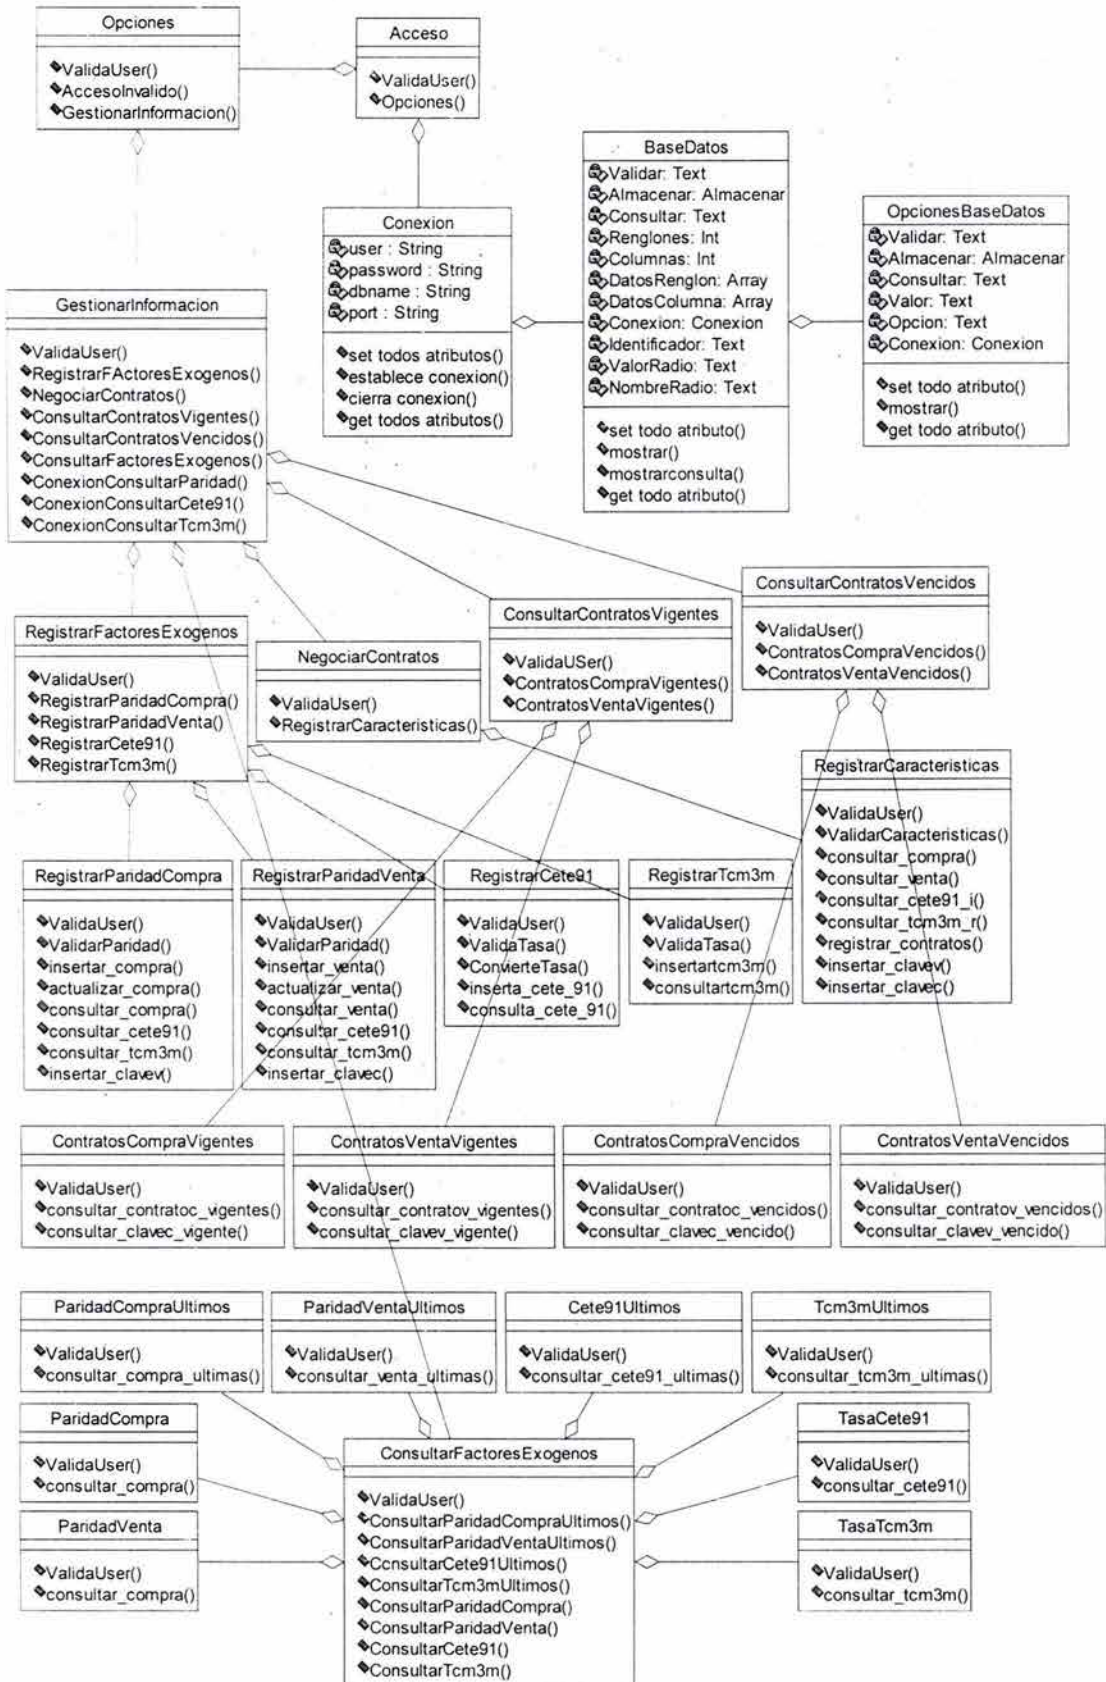 Opciones
ValidaUser()
AccesoInvalido()
GestionarInformacion()
Acceso
ValidaUser()
Opciones()
BaseDatos
Validar: Text
Almacenar: Almacenar
Consultar: Text
Renglones: Int
Columnas: Int
DatosRenglon: Array
DatosColumna: Array
Conexion: Conexion
Identificador: Text
ValorRadio: Text
NombreRadio: Text
set todo atributo()
mostrar()
mostrarconsulta()
get todo atributo()
OpcionesBaseDatos
Validar: Text
Almacenar: Almacenar
Consultar: Text
Valor: Text
Opcion: Text
Conexion: Conexion
set todo atributo()
mostrar()
get todo atributo()
Conexion
user : String
password : String
dbname : String
port : String
set todos atributos()
establece conexion()
cierra conexion()
get todos atributos()
GestionarInformacion
ValidaUser()
RegistrarFActoresExogenos()
NegociarContratos()
ConsultarContratosVigentes()
ConsultarContratosVencidos()
ConsultarFactoresExogenos()
ConexionConsultarParidad()
ConexionConsultarCete91()
ConexionConsultarTcm3m()
RegistrarFactoresExogenos
ValidaUser()
RegistrarParidadCompra()
RegistrarParidadVenta()
RegistrarCete91()
RegistrarTcm3m()
NegociarContratos
ValidaUser()
RegistrarCaracteristicas()
ConsultarContratosVigentes
ValidaUSer()
ContratosCompraVigentes()
ContratosVentaVigentes()
ConsultarContratosVencidos
ValidaUser()
ContratosCompraVencidos()
ContratosVentaVencidos()
RegistrarCaracteristicas
ValidaUser()
ValidarCaracteristicas()
consultar_compra()
consultar_venta()
consultar_cete91_i()
consultar_tcm3m_r()
registrar_contratos()
insertar_clavev()
insertar_clavec()
RegistrarParidadCompra
ValidaUser()
ValidarParidad()
insertar_compra()
actualizar_compra()
consultar_compra()
consultar_cete91()
consultar_tcm3m()
insertar_clavev()
RegistrarParidadVenta
ValidaUser()
ValidarParidad()
insertar_venta()
actualizar_venta()
consultar_venta()
consultar_cete91()
consultar_tcm3m()
insertar_clavec()
RegistrarCete91
ValidaUser()
ValidaTasa()
ConvierteTasa()
inserta_cete_91()
consulta_cete_91()
RegistrarTcm3m
ValidaUser()
ValidaTasa()
insertartcm3m()
consultartcm3m()
ContratosCompraVigentes
ValidaUser()
consultar_contratoc_vigentes()
consultar_clavec_vigente()
ContratosVentaVigentes
ValidaUser()
consultar_contratov_vigentes()
consultar_clavev_vigente()
ContratosCompraVencidos
ValidaUser()
consultar_contratoc_vencidos()
consultar_clavec_vencido()
ContratosVentaVencidos
ValidaUser()
consultar_contratov_vencidos()
consultar_clavev_vencido()
ParidadCompraUltimos
ValidaUser()
consultar_compra_ultimas()
ParidadVentaUltimos
ValidaUser()
consultar_venta_ultimas()
Cete91Ultimos
ValidaUser()
consultar_cete91_ultimas()
Tcm3mUltimos
ValidaUser()
consultar_tcm3m_ultimas()
ParidadCompra
ValidaUser()
consultar_compra()
ParidadVenta
ValidaUser()
consultar_compra()
ConsultarFactoresExogenos
ValidaUser()
ConsultarParidadCompraUltimos()
ConsultarParidadVentaUltimos()
CcnsultarCete91Ultimos()
ConsultarTcm3mUltimos()
ConsultarParidadCompra()
ConsultarParidadVenta()
ConsultarCete91()
ConsultarTcm3m()
TasaCete91
ValidaUser()
consultar_cete91()
TasaTcm3m
ValidaUser()
consultar_tcm3m()